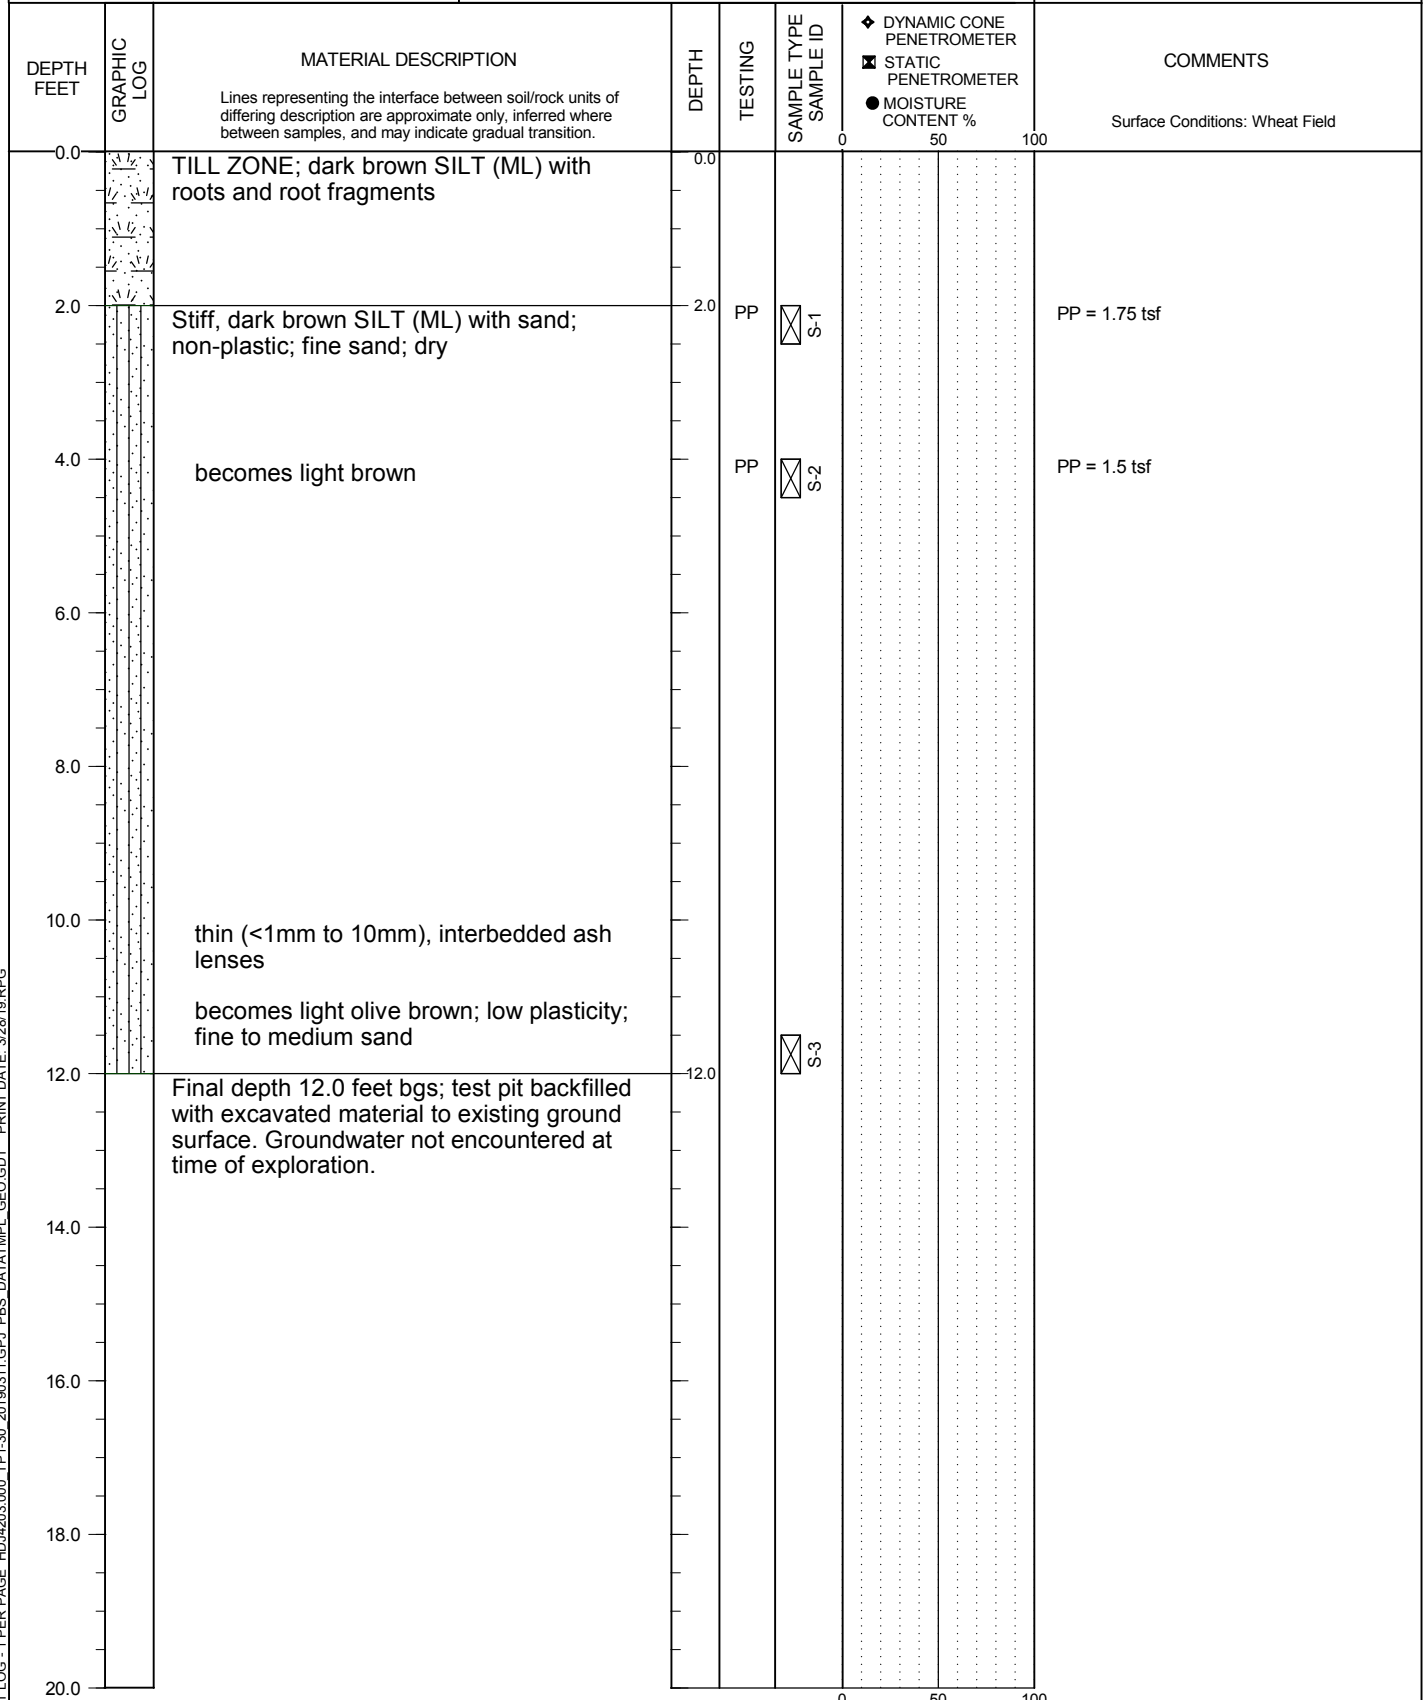 DEPTH
FEET
GRAPHIC
LOG
MATERIAL DESCRIPTION
Lines representing the interface between soil/rock units of
differing description are approximate only, inferred where
between samples, and may indicate gradual transition.
DEPTH
TESTING
SAMPLE TYPE
SAMPLE ID
DYNAMIC CONE
PENETROMETER
STATIC
PENETROMETER
MOISTURE
CONTENT %
0 50 100
COMMENTS
Surface Conditions: Wheat Field
0.0
TILL ZONE; dark brown SILT (ML) with
roots and root fragments
0.0
2.0
Stiff, dark brown SILT (ML) with sand;
non-plastic; fine sand; dry
2.0
PP
S-1
PP = 1.75 tsf
4.0
becomes light brown
PP
S-2
PP = 1.5 tsf
6.0
8.0
10.0
thin (<1mm to 10mm), interbedded ash
lenses
becomes light olive brown; low plasticity;
fine to medium sand
S-3
12.0
12.0
Final depth 12.0 feet bgs; test pit backfilled
with excavated material to existing ground
surface. Groundwater not encountered at
time of exploration.
14.0
16.0
18.0
20.0
0 50 100